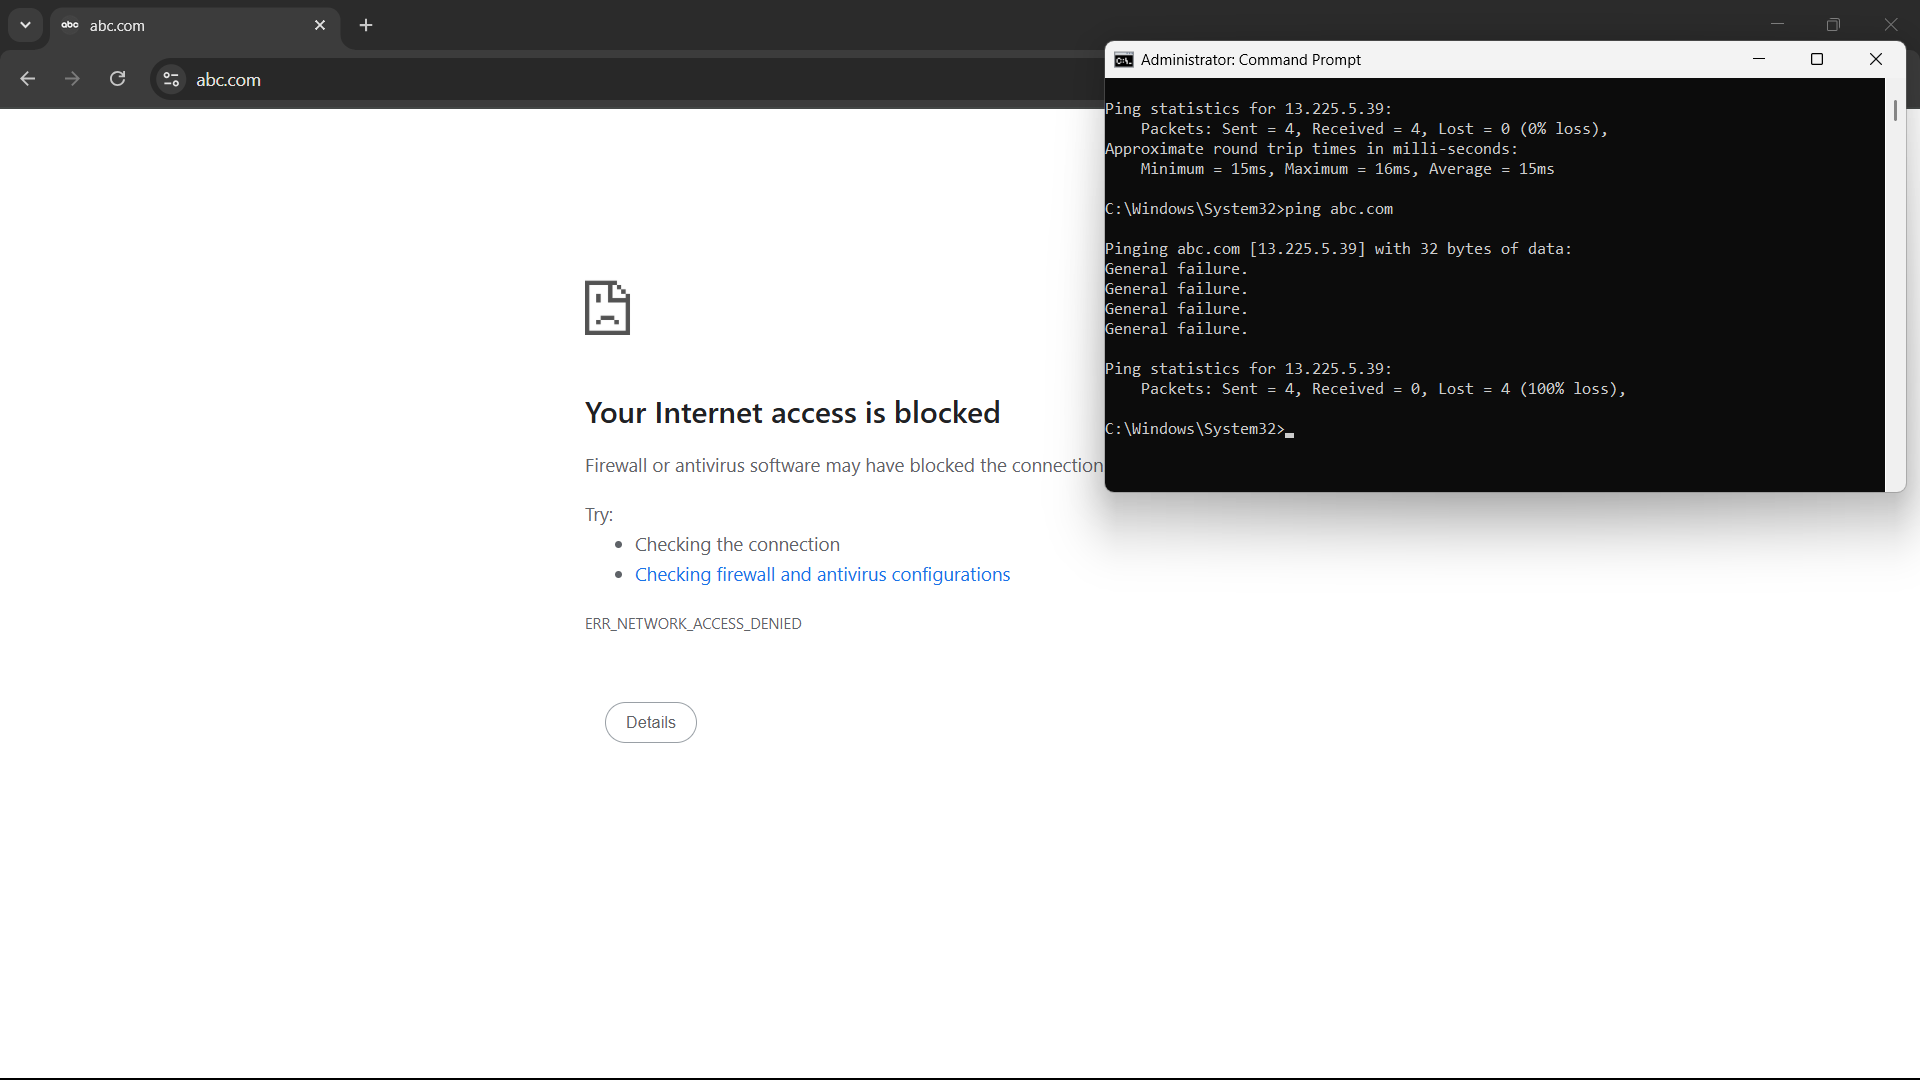 abc abc.com
abc.com
Your Internet access is blocked
Firewall or antivirus software may have blocked the connection
Try:
Checking the connection
Checking firewall and antivirus configurations
ERR_NETWORK_ACCESS_DENIED
Details
C:\. Administrator: Command Prompt
Ping statistics for 13.225.5.39:
Packets: Sent = 4, Received = 4, Lost = 0 (0% loss),
Approximate round trip times in milli-seconds:
Minimum = 15ms, Maximum = 16ms, Average = 15ms
C:\Windows\System32>ping abc.com
Pinging abc.com [13.225.5.39] with 32 bytes of data:
General failure.
General failure.
General failure.
General failure.
Ping statistics for 13.225.5.39:
Packets: Sent = 4, Received = 0, Lost = 4 (100% loss),
C:\Windows\System32>